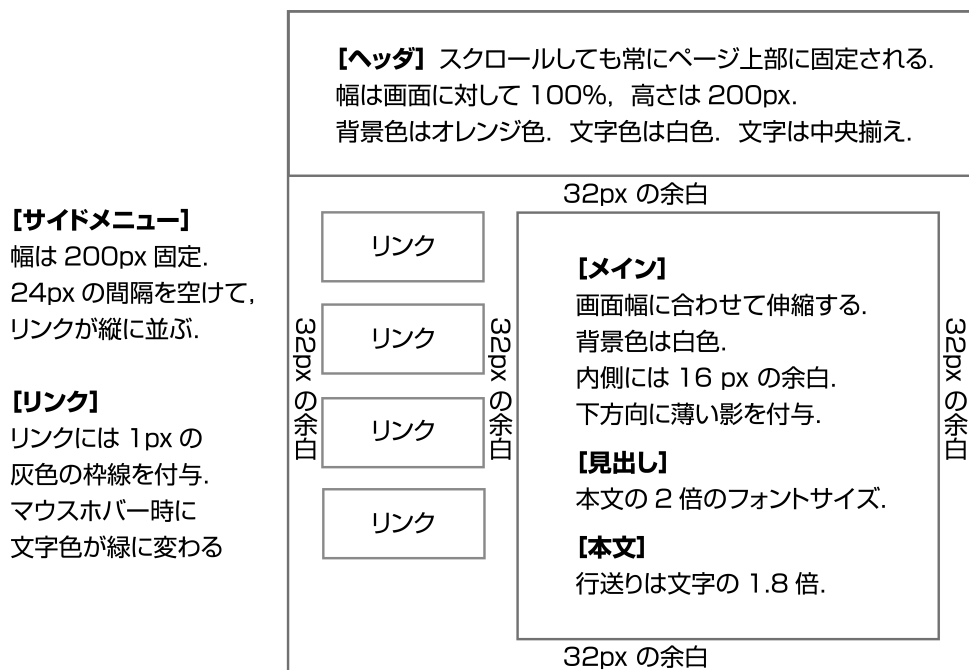 [ヘッダ] スクロールしても常にページ上部に固定される.
幅は画面に対して 100%, 高さは 200px.
背景色はオレンジ色. 文字色は白色. 文字は中央揃え.
32px の余白
[サイドメニュー]
幅は 200px 固定.
24px の間隔を空けて,
リンクが縦に並ぶ.
[リンク]
リンクには 1px の
灰色の枠線を付与.
マウスホバー時に
文字色が緑に変わる
32px の余白
リンク
リンク
リンク
リンク
32px の余白
[メイン]
画面幅に合わせて伸縮する.
背景色は白色.
内側には 16 px の余白.
下方向に薄い影を付与.
[見出し]
本文の 2 倍のフォントサイズ.
[本文]
行送りは文字の 1.8 倍.
32px の余白
32px の余白